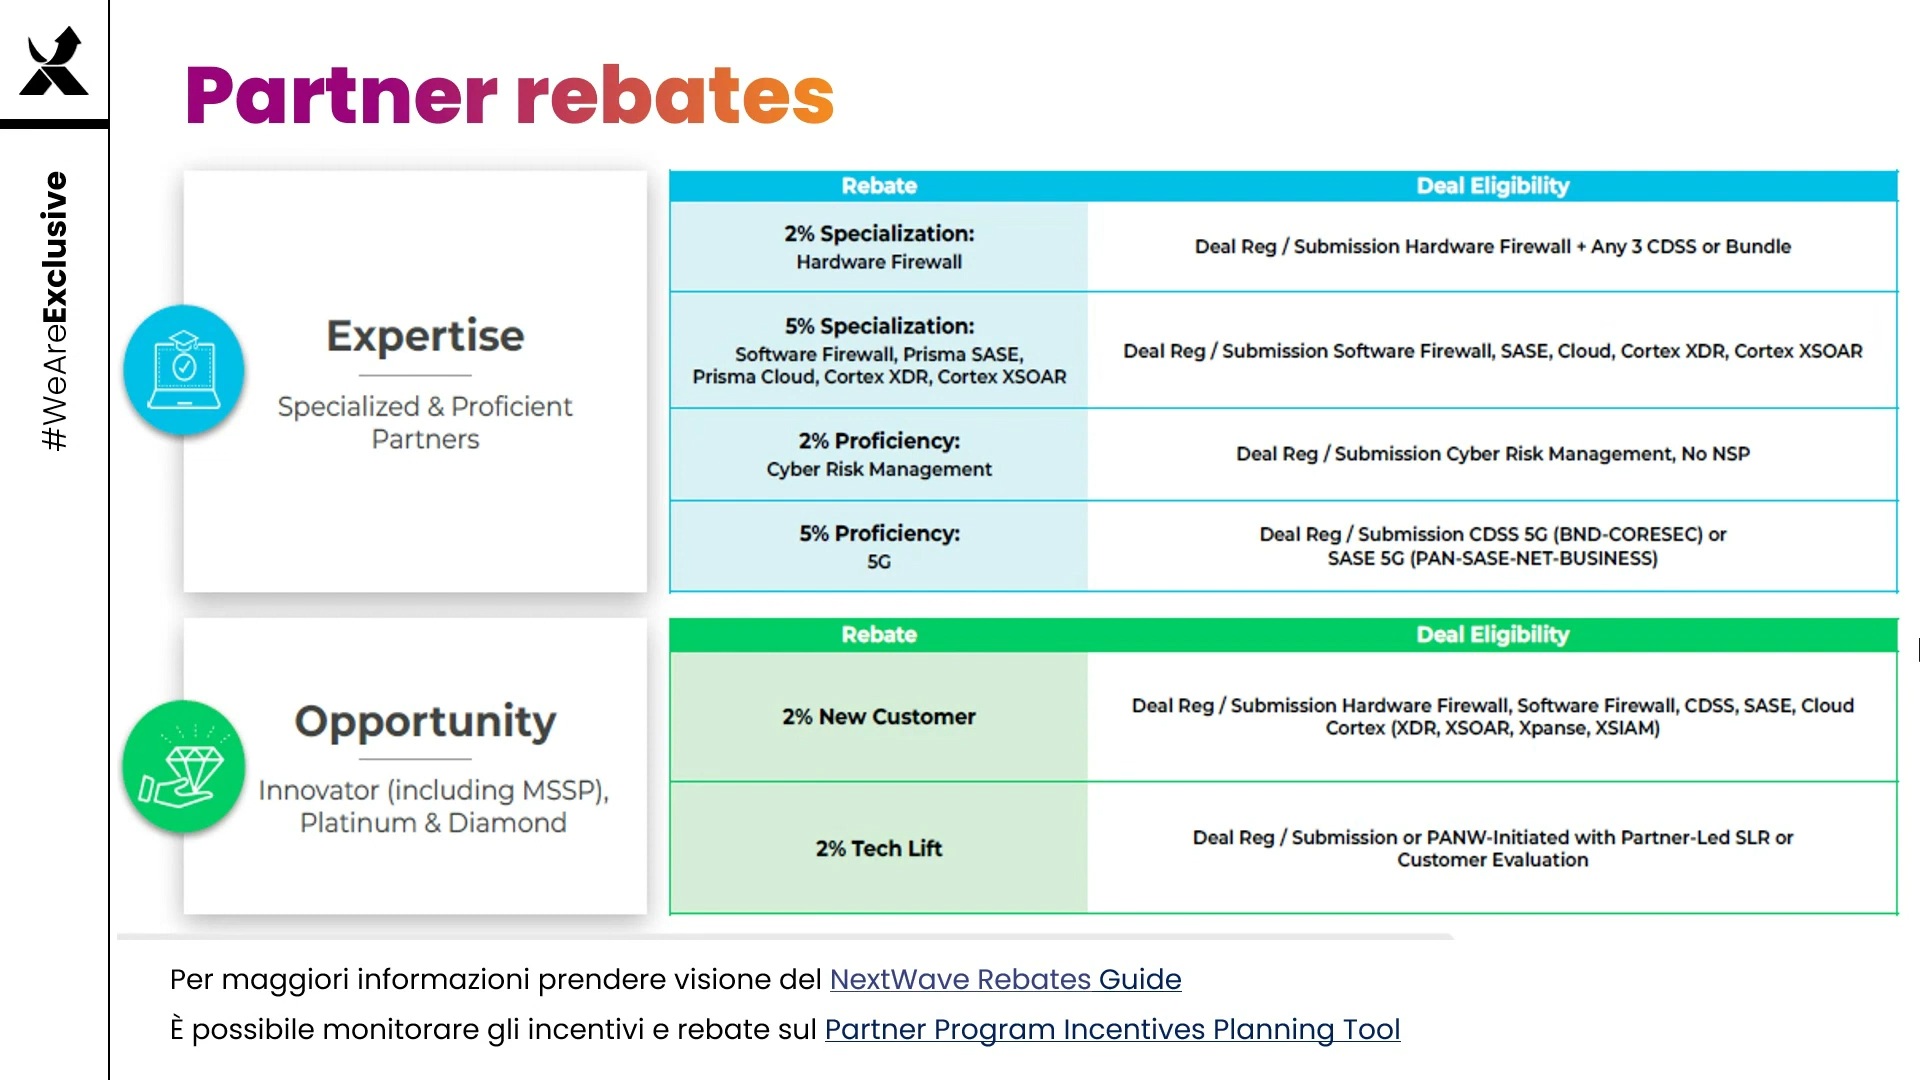 #WeAreExclusive
Partner rebates
Expertise
Specialized & Proficient
Partners
Rebate
Deal Eligibility
2% Specialization:
Hardware Firewall
Deal Reg / Submission Hardware Firewall + Any 3 CDSS or Bundle
5% Specialization:
Software Firewall, Prisma SASE,
Prisma Cloud, Cortex XDR, Cortex XSOAR
Deal Reg / Submission Software Firewall, SASE, Cloud, Cortex XDR, Cortex XSOAR
2% Proficiency:
Cyber Risk Management
Deal Reg / Submission Cyber Risk Management, No NSP
5% Proficiency:
5G
Deal Reg / Submission CDSS 5G (BND-CORESEC) or
SASE 5G (PAN-SASE-NET-BUSINESS)
Opportunity
Innovator (including MSSP),
Platinum & Diamond
Rebate
Deal Eligibility
2% New Customer
Deal Reg / Submission Hardware Firewall, Software Firewall, CDSS, SASE, Cloud
Cortex (XDR, XSOAR, Xpanse, XSIAM)
2% Tech Lift
Deal Reg / Submission or PANW-Initiated with Partner-Led SLR or
Customer Evaluation
Per maggiori informazioni prendere visione del NextWave Rebates Guide
È possibile monitorare gli incentivi e rebate sul Partner Program Incentives Planning Tool